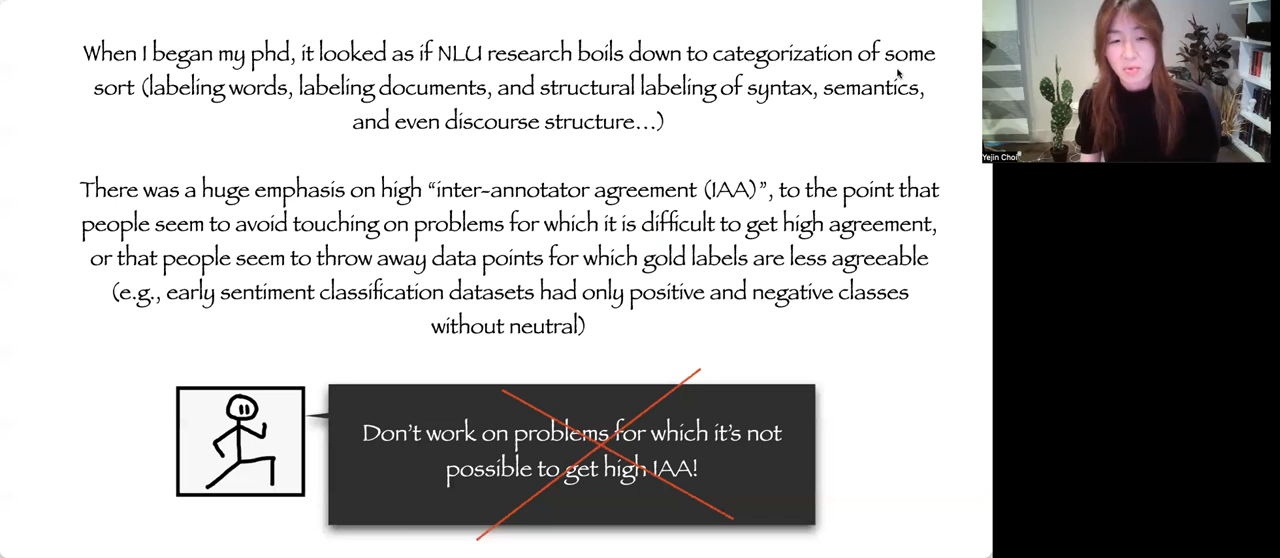 When I began my phd, it looked as if NLU research boils down to categorization of some
sort (labeling words, labeling documents, and structural labeling of syntax, semantics,
and even discourse structure…)
There was a huge emphasis on high “inter-annotator agreement (IAA)”, to the point that
people seem to avoid touching on problems for which it is difficult to get high agreement,
or that people seem to throw away data points for which gold labels are less agreeable
(e.g., early sentiment classification datasets had only positive and negative classes
without neutral)
Don’t work on problems for which it’s not
possible to get high IAA!
Yejin Choi